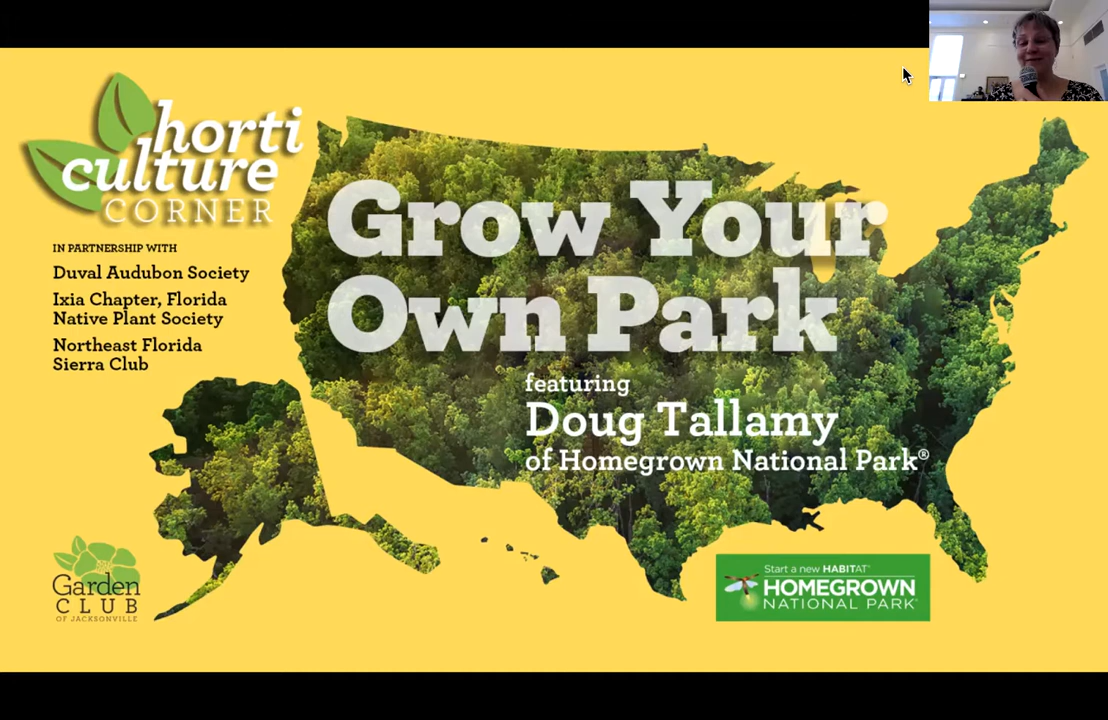 horti
culture
CORNER
IN PARTNERSHIP WITH
Duval Audubon Society
Ixia Chapter, Florida
Native Plant Society
Northeast Florida
Sierra Club
Grow Your
Own Park
featuring
Doug Tallamy
of Homegrown National Park®
Garden
CLUB
OF JACKSONVILLE
Start a new HABITAT™
HOMEGROWN
NATIONAL PARK®